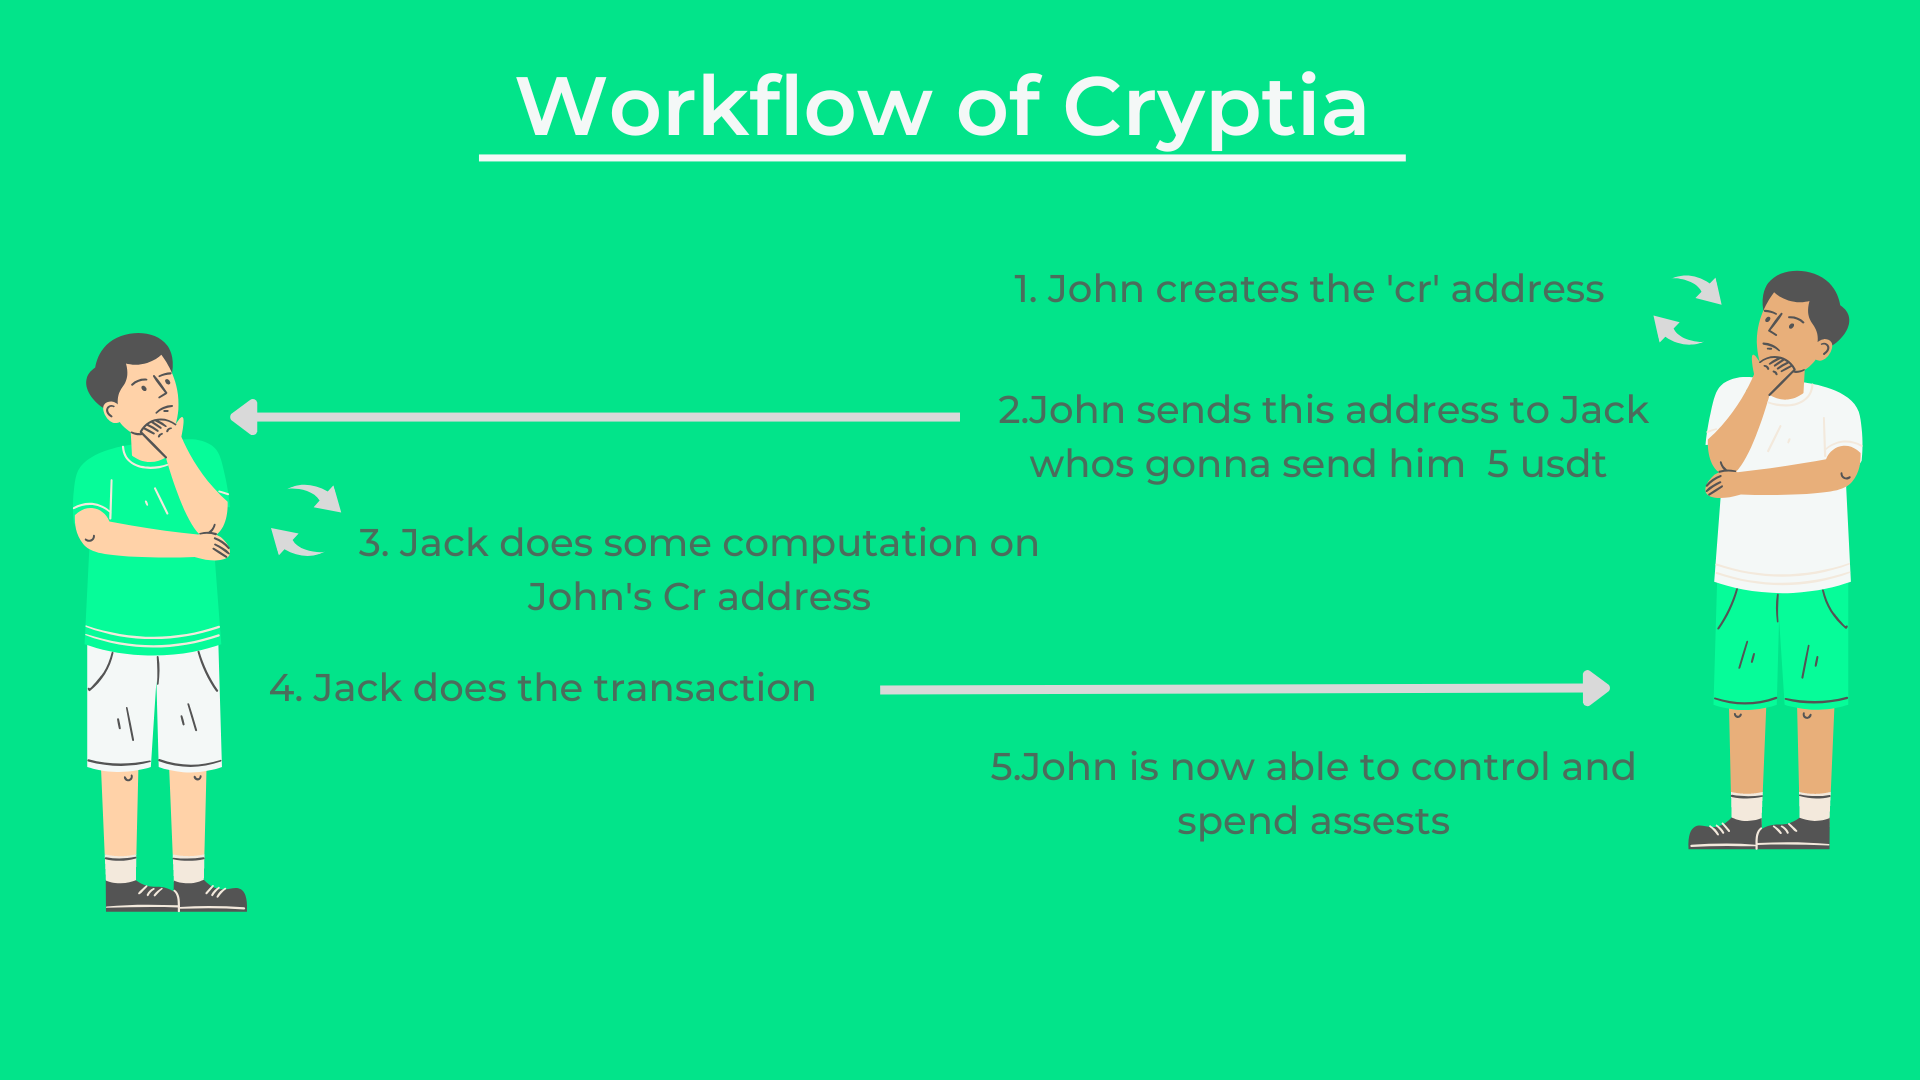 Workflow of Cryptia
1. John creates the 'cr' address
2.John sends this address to Jack
whos gonna send him  5 usdt
3. Jack does some computation on
John's Cr address
4. Jack does the transaction
5.John is now able to control and
spend assests